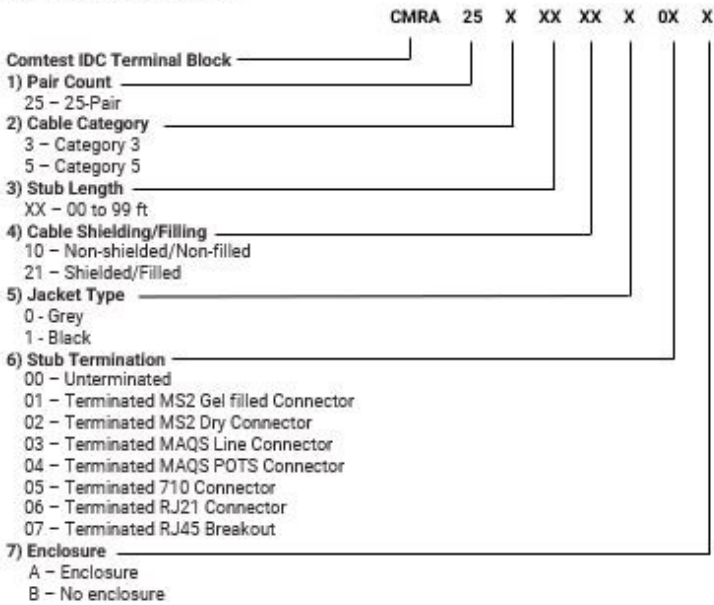 CMRA 25 X XX XX X 0X X
Comtest IDC Terminal Block
1) Pair Count
25 – 25-Pair
2) Cable Category
3 – Category 3
5 – Category 5
3) Stub Length
XX – 00 to 99 ft
4) Cable Shielding/Filling
10 – Non-shielded/Non-filled
21 – Shielded/Filled
5) Jacket Type
0 - Grey
1 - Black
6) Stub Termination
00 – Unterminated
01 – Terminated MS2 Gel filled Connector
02 – Terminated MS2 Dry Connector
03 – Terminated MAQS Line Connector
04 – Terminated MAQS POTS Connector
05 – Terminated 710 Connector
06 – Terminated RJ21 Connector
07 – Terminated RJ45 Breakout
7) Enclosure
A – Enclosure
B – No enclosure